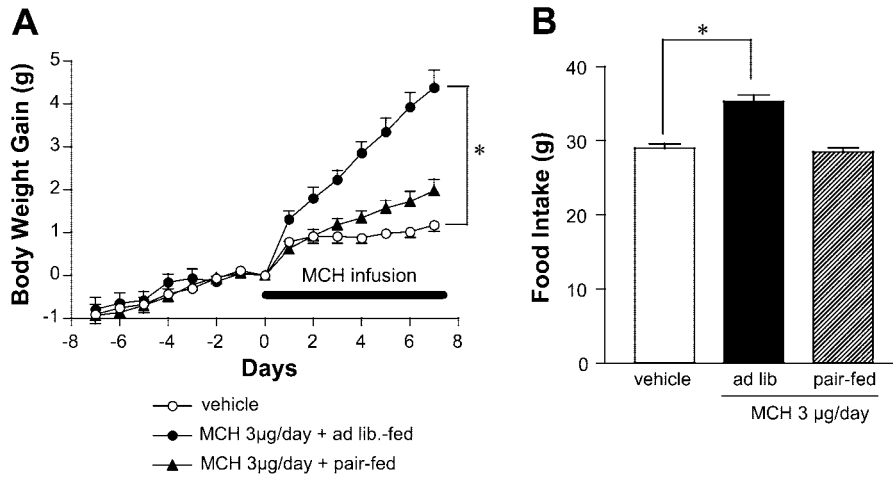 A
B
Body Weight Gain (g)
5
4
3
2
1
0
-1
-8
-6
-4
-2
0
2
4
6
8
MCH infusion
*
Days
vehicle
MCH 3µg/day + ad lib.-fed
MCH 3µg/day + pair-fed
*
Food Intake (g)
40
30
20
10
0
vehicle
ad lib
pair-fed
MCH 3 µg/day